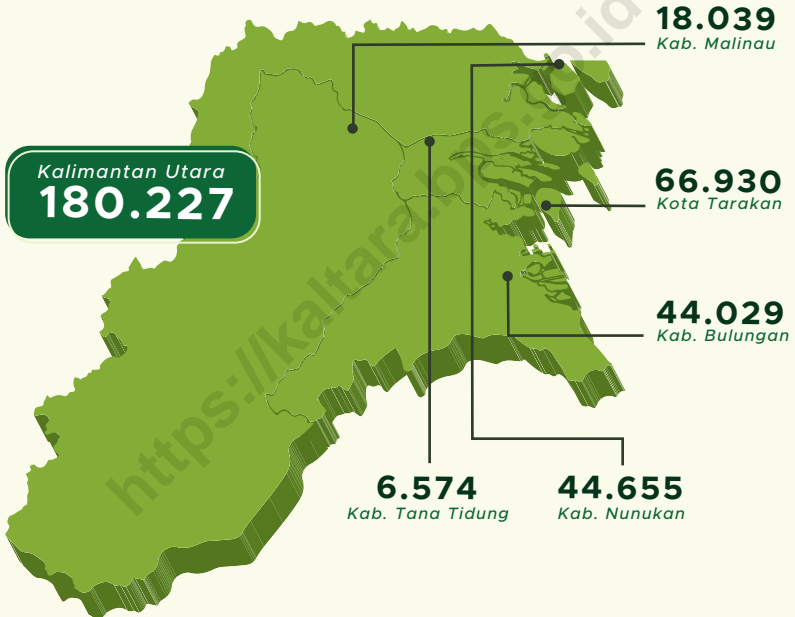 18.039
Kab. Malinau
Kalimantan Utara
180.227
66.930
Kota Tarakan
44.029
Kab. Bulungan
6.574
Kab. Tana Tidung
44.655
Kab. Nunukan
https://kaltara.bps.go.id